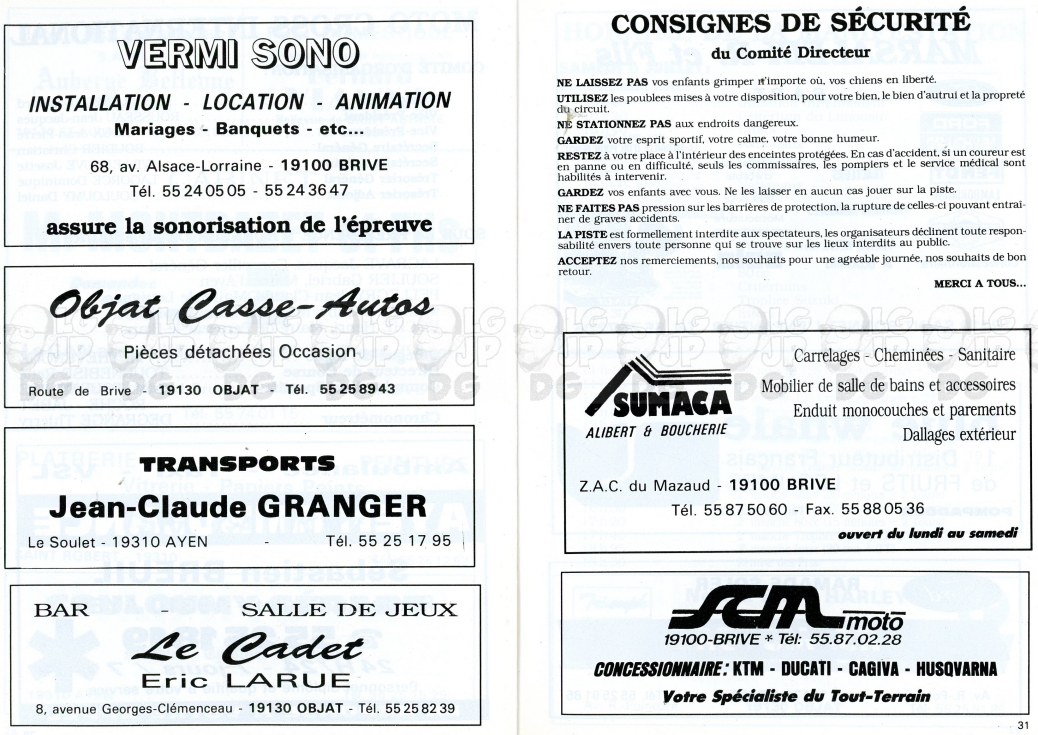 VERMI SONO
INSTALLATION - LOCATION - ANIMATION
Mariages - Banquets - etc...
68, av. Alsace-Lorraine - 19100 BRIVE
Tél. 55 24 05 05 - 55 24 36 47
assure la sonorisation de l'épreuve
Objat Casse-Autos
Pièces détachées Occasion
Route de Brive - 19130 OBJAT - Tél. 55 25 89 43
TRANSPORTS
Jean-Claude GRANGER
Le Soulet - 19310 AYEN - Tél. 55 25 17 95
BAR - SALLE DE JEUX
Le Cadet
Eric LARUE
8, avenue Georges-Clémenceau - 19130 OBJAT - Tél. 55 25 82 39
CONSIGNES DE SÉCURITÉ
du Comité Directeur
NE LAISSEZ PAS vos enfants grimper n'importe où, vos chiens en liberté.
UTILISEZ les poublees mises à votre disposition, pour votre bien, le bien d'autrui et la propreté
du circuit.
NE STATIONNEZ PAS aux endroits dangereux.
GARDEZ votre esprit sportif, votre calme, votre bonne humeur.
RESTEZ à votre place à l'intérieur des enceintes protégées. En cas d'accident, si un coureur est
en panne ou en difficulté, seuls les commissaires, les pompiers et le service médical sont
habilités à intervenir.
GARDEZ vos enfants avec vous. Ne les laisser en aucun cas jouer sur la piste.
NE FAITES PAS pression sur les barrières de protection, la rupture de celles-ci pouvant entrai-
ner de graves accidents.
LA PISTE est formellement interdite aux spectateurs, les organisateurs déclinent toute respon-
sabilité envers toute personne qui se trouve sur les lieux interdits au public.
ACCEPTEZ nos remerciements, nos souhaits pour une agréable journée, nos souhaits de bon
retour.
MERCI A TOUS...
SUMACA
ALIBERT & BOUCHERIE
Carrelages - Cheminées - Sanitaire
Mobilier de salle de bains et accessoires
Enduit monocouches et parements
Dallages extérieur
Z.A.C. du Mazaud - 19100 BRIVE
Tél. 55 87 50 60 - Fax. 55 88 05 36
ouvert du lundi au samedi
SCM moto
19100-BRIVE * Tél: 55.87.02.28
CONCESSIONNAIRE: KTM - DUCATI - CAGIVA - HUSQVARNA
Votre Spécialiste du Tout-Terrain
31